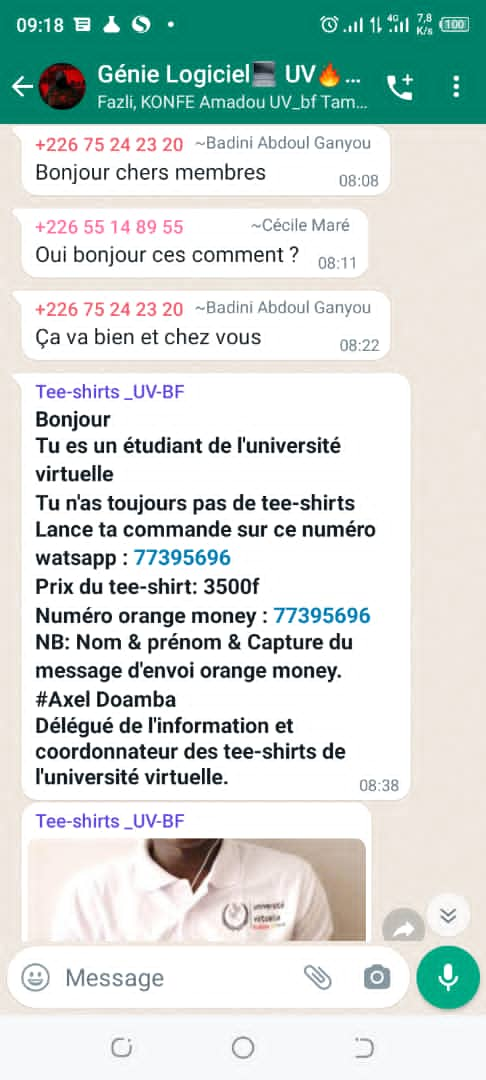 09:18
4G
7,8
K/s
100
Génie Logiciel💻 UV🔥...
Fazli, KONFE Amadou UV_bf Tam...
+226 75 24 23 20 ~Badini Abdoul Ganyou
Bonjour chers membres
08:08
+226 55 14 89 55 ~Cécile Maré
Oui bonjour ces comment ?
08:11
+226 75 24 23 20 ~Badini Abdoul Ganyou
Ça va bien et chez vous
08:22
Tee-shirts _UV-BF
Bonjour
Tu es un étudiant de l'université
virtuelle
Tu n'as toujours pas de tee-shirts
Lance ta commande sur ce numéro
watsapp : 77395696
Prix du tee-shirt: 3500f
Numéro orange money : 77395696
NB: Nom & prénom & Capture du
message d'envoi orange money.
#Axel Doamba
Délégué de l'information et
coordonnateur des tee-shirts de
l'université virtuelle.
08:38
Tee-shirts _UV-BF
université
virtuelle
Message